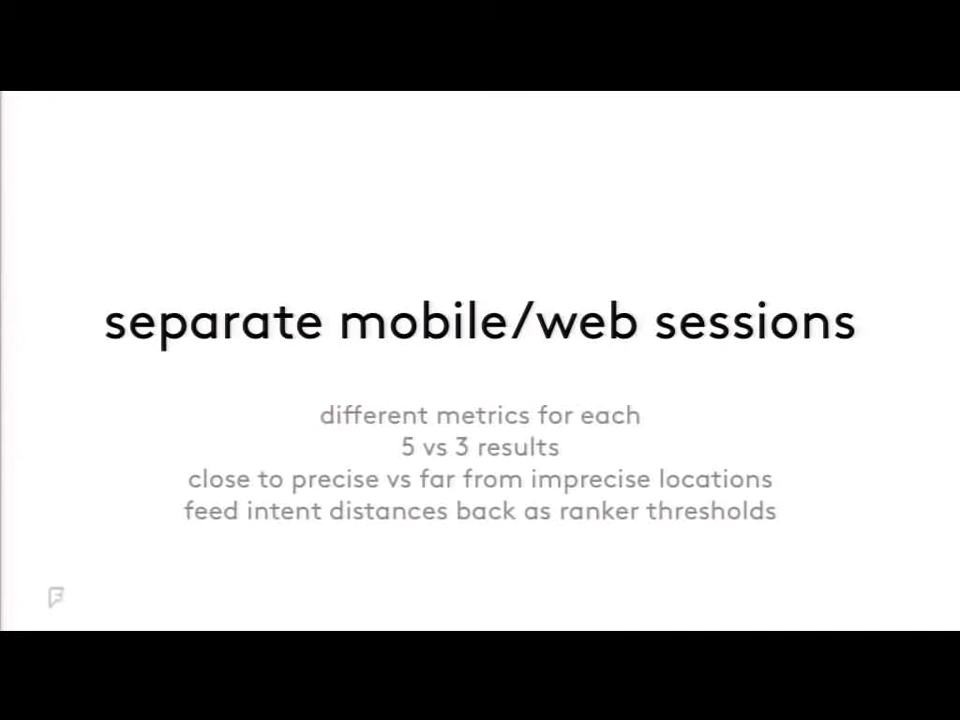 separate mobile/web sessions
different metrics for each
5 vs 3 results
close to precise vs far from imprecise locations
feed intent distances back as ranker thresholds